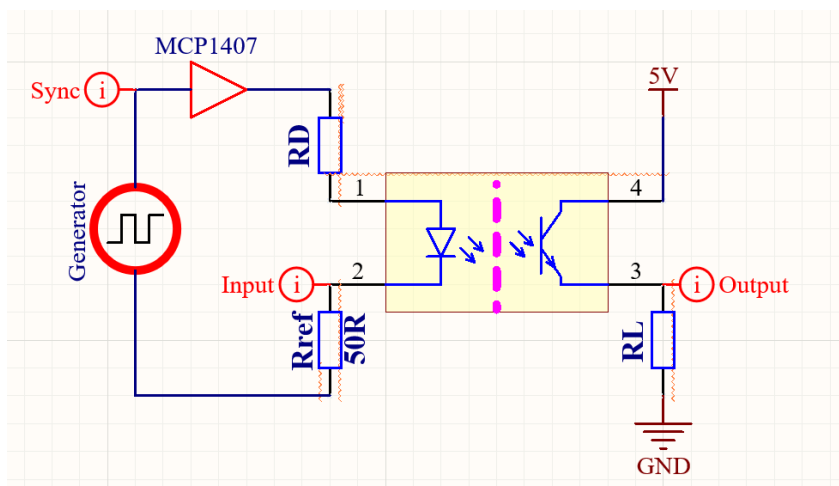 MCP1407
Sync
i
5V
RD
1
4
Generator
Input
i
2
3
i
Output
Rref
50R
RL
GND